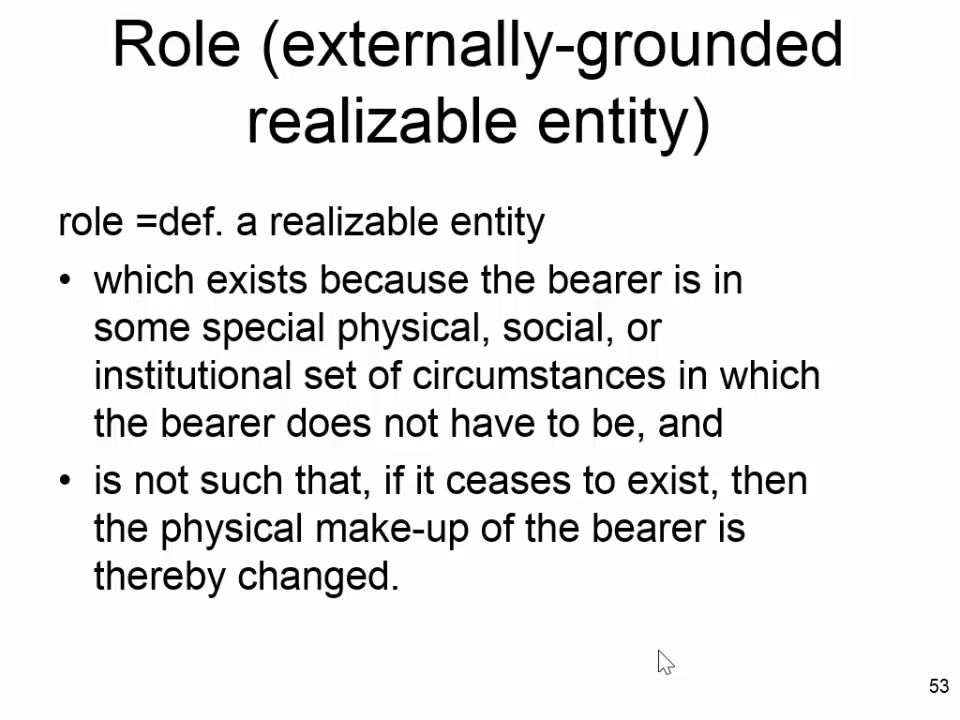 Role (externally-grounded
realizable entity)
role =def. a realizable entity
• which exists because the bearer is in
some special physical, social, or
institutional set of circumstances in which
the bearer does not have to be, and
• is not such that, if it ceases to exist, then
the physical make-up of the bearer is
thereby changed.
53